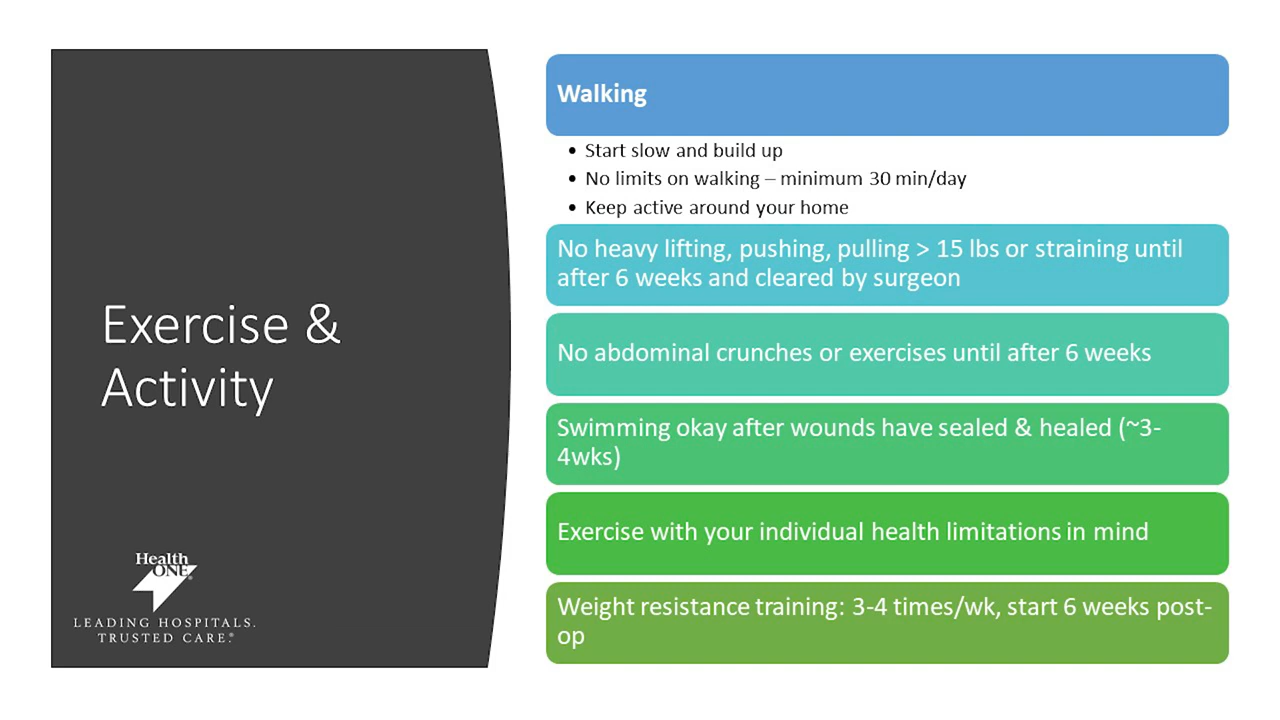 Exercise &
Activity
Health
ONE®
LEADING HOSPITALS.
TRUSTED CARE.®
Walking
• Start slow and build up
• No limits on walking – minimum 30 min/day
• Keep active around your home
No heavy lifting, pushing, pulling > 15 lbs or straining until
after 6 weeks and cleared by surgeon
No abdominal crunches or exercises until after 6 weeks
Swimming okay after wounds have sealed & healed (~3-
4wks)
Exercise with your individual health limitations in mind
Weight resistance training: 3-4 times/wk, start 6 weeks post-
op